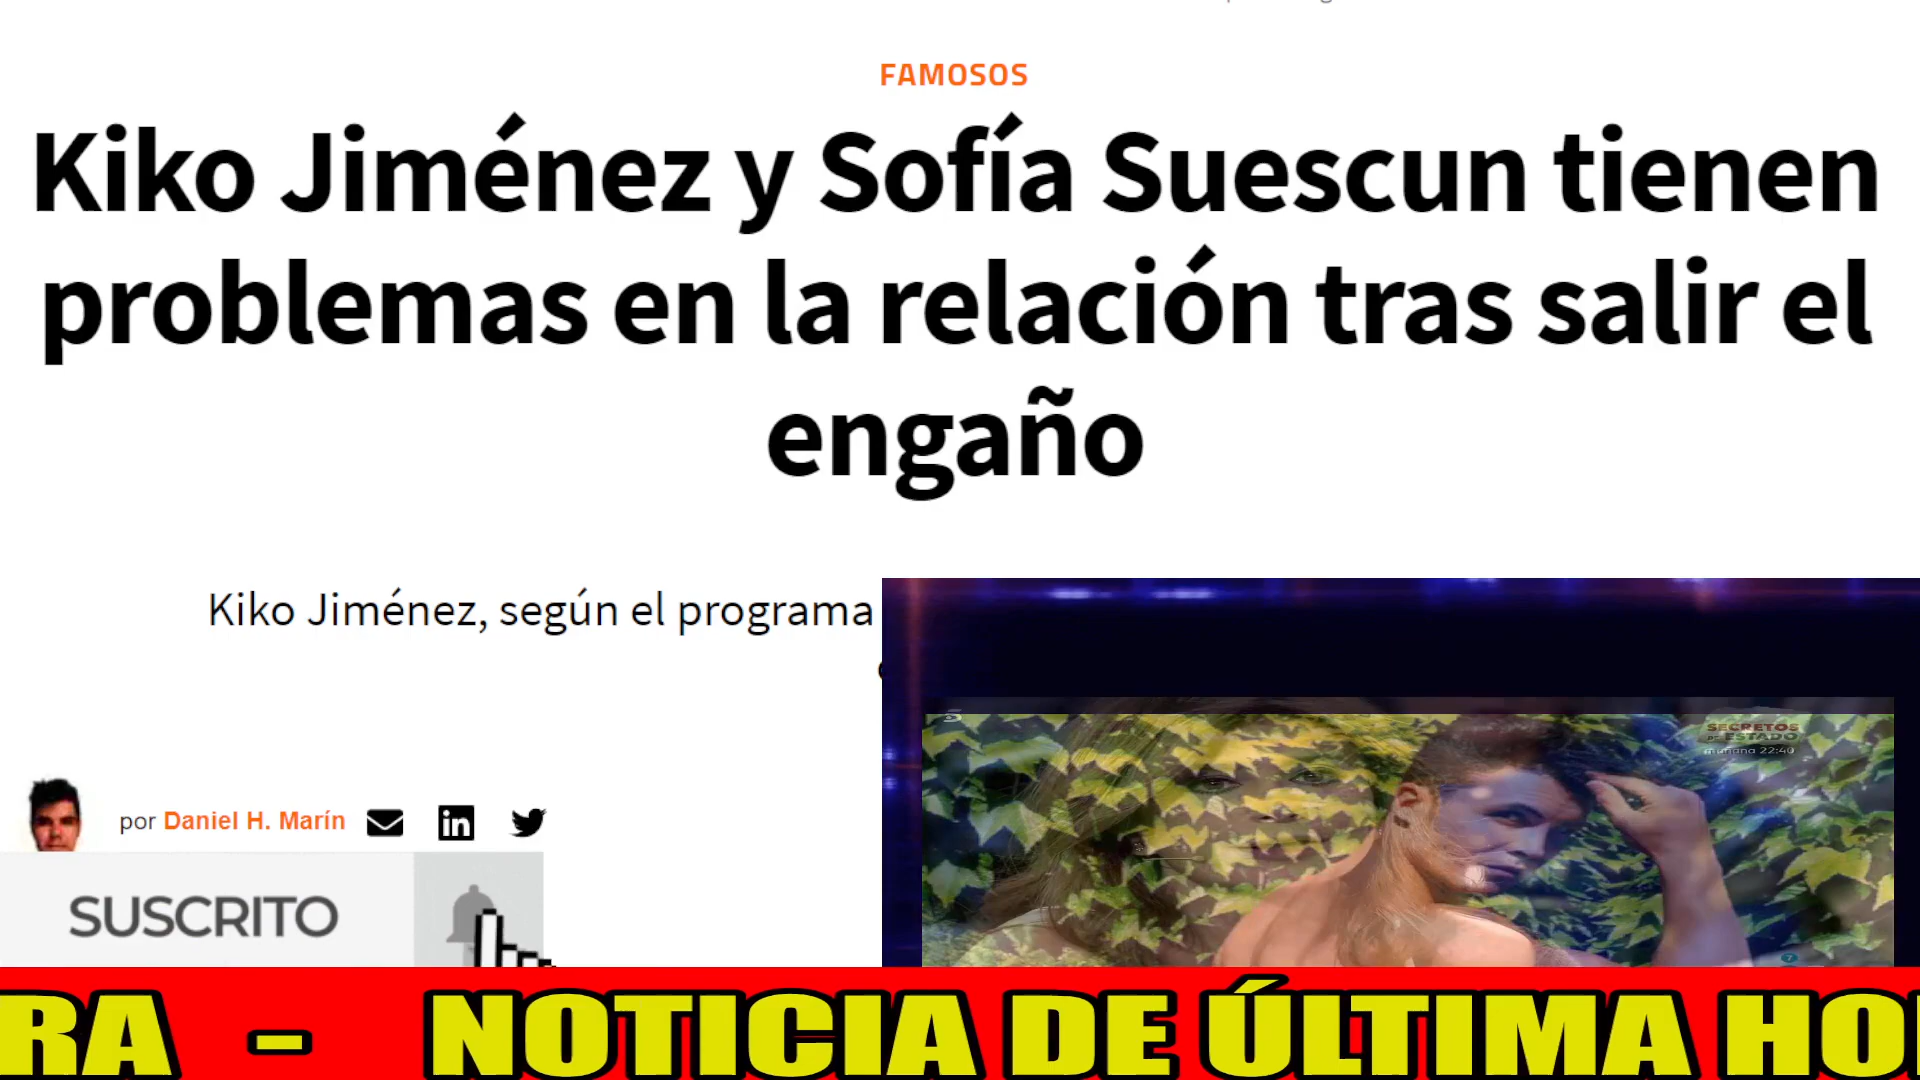 FAMOSOS
Kiko Jiménez y Sofía Suescun tienen
problemas en la relación tras salir el
engaño
Kiko Jiménez, según el programa
SECRETOS
DE ESTADO
mañana 22:40
por Daniel H. Marín
SUSCRITO
RA - NOTICIA DE ÚLTIMA HO